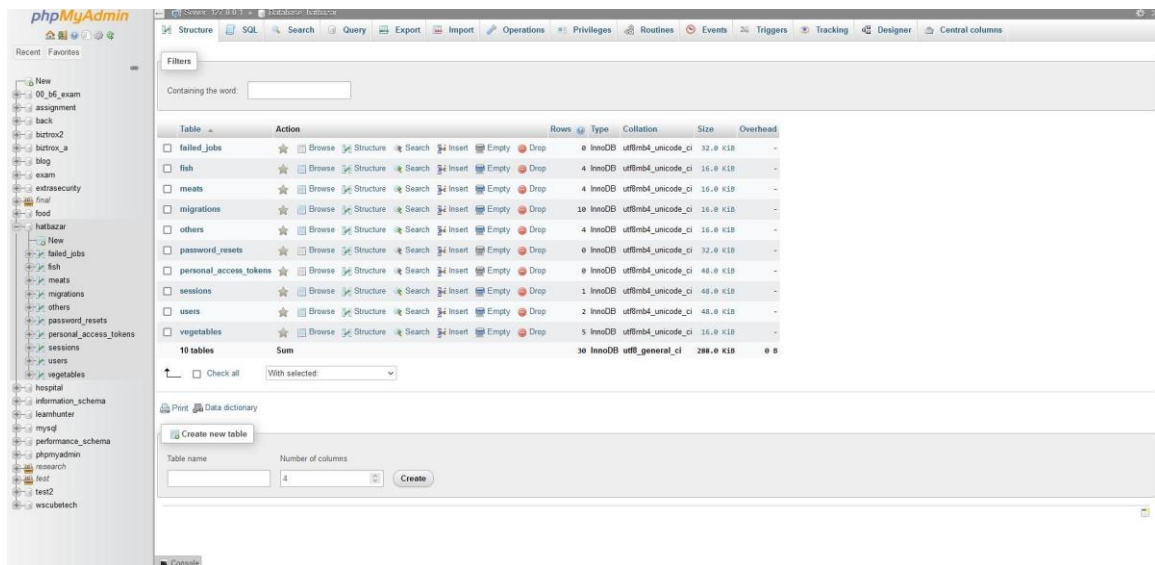 phpMyAdmin
Recent Favorites
New
00_b6_exam
assignment
back
biztrox2
biztrox_a
blog
exam
extrasecurity
final
food
hatbazar
New
failed_jobs
fish
meats
migrations
others
password_resets
personal_access_tokens
sessions
users
vegetables
hospital
information_schema
learnhunter
mysql
performance_schema
phpmyadmin
research
test
test2
wscubetech
Server: 127.0.0.1 » Database: hatbazar
Structure SQL Search Query Export Import Operations Privileges Routines Events Triggers Tracking Designer Central columns
Filters
Containing the word:
Table Action Rows Type Collation Size Overhead
failed_jobs Browse Structure Search Insert Empty Drop 0 InnoDB utf8mb4_unicode_ci 32.0 KiB -
fish Browse Structure Search Insert Empty Drop 4 InnoDB utf8mb4_unicode_ci 16.0 KiB -
meats Browse Structure Search Insert Empty Drop 4 InnoDB utf8mb4_unicode_ci 16.0 KiB -
migrations Browse Structure Search Insert Empty Drop 10 InnoDB utf8mb4_unicode_ci 16.0 KiB -
others Browse Structure Search Insert Empty Drop 4 InnoDB utf8mb4_unicode_ci 16.0 KiB -
password_resets Browse Structure Search Insert Empty Drop 0 InnoDB utf8mb4_unicode_ci 32.0 KiB -
personal_access_tokens Browse Structure Search Insert Empty Drop 0 InnoDB utf8mb4_unicode_ci 48.0 KiB -
sessions Browse Structure Search Insert Empty Drop 1 InnoDB utf8mb4_unicode_ci 48.0 KiB -
users Browse Structure Search Insert Empty Drop 2 InnoDB utf8mb4_unicode_ci 48.0 KiB -
vegetables Browse Structure Search Insert Empty Drop 5 InnoDB utf8mb4_unicode_ci 16.0 KiB -
10 tables Sum 30 InnoDB utf8_general_ci 288.0 KiB 0 B
Check all With selected:
Print Data dictionary
Create new table
Table name Number of columns
4 Create
Console